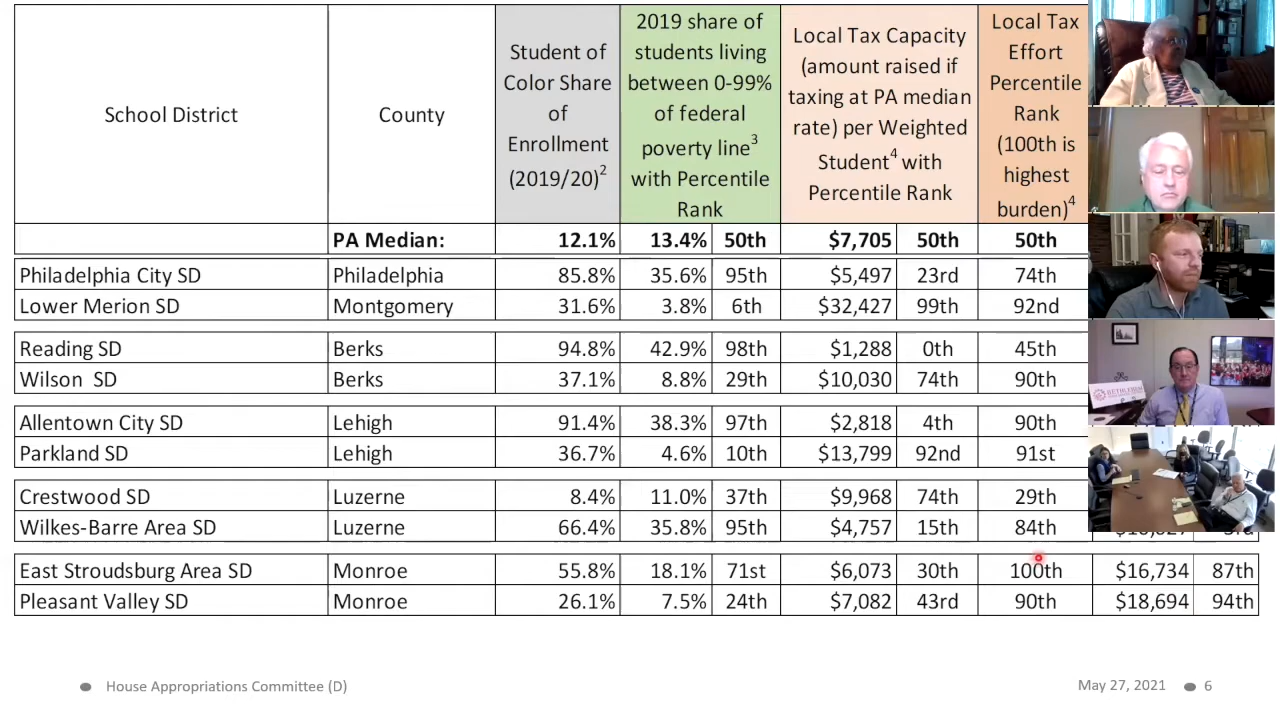 School District
County
Student of
Color Share
of
Enrollment
(2019/20)2
2019 share of
students living
between 0-99%
of federal
poverty line3
with Percentile
Rank
Local Tax Capacity
(amount raised if
taxing at PA median
rate) per Weighted
Student4 with
Percentile Rank
Local Tax
Effort
Percentile
Rank
(100th is
highest
burden)4
PA Median: 12.1% 13.4% 50th $7,705 50th 50th
Philadelphia City SD Philadelphia 85.8% 35.6% 95th $5,497 23rd 74th
Lower Merion SD Montgomery 31.6% 3.8% 6th $32,427 99th 92nd
Reading SD Berks 94.8% 42.9% 98th $1,288 0th 45th
Wilson SD Berks 37.1% 8.8% 29th $10,030 74th 90th
Allentown City SD Lehigh 91.4% 38.3% 97th $2,818 4th 90th
Parkland SD Lehigh 36.7% 4.6% 10th $13,799 92nd 91st
Crestwood SD Luzerne 8.4% 11.0% 37th $9,968 74th 29th
Wilkes-Barre Area SD Luzerne 66.4% 35.8% 95th $4,757 15th 84th
East Stroudsburg Area SD Monroe 55.8% 18.1% 71st $6,073 30th 100th $16,734 87th
Pleasant Valley SD Monroe 26.1% 7.5% 24th $7,082 43rd 90th $18,694 94th
BETHLEHEM
House Appropriations Committee (D)
May 27, 2021 6